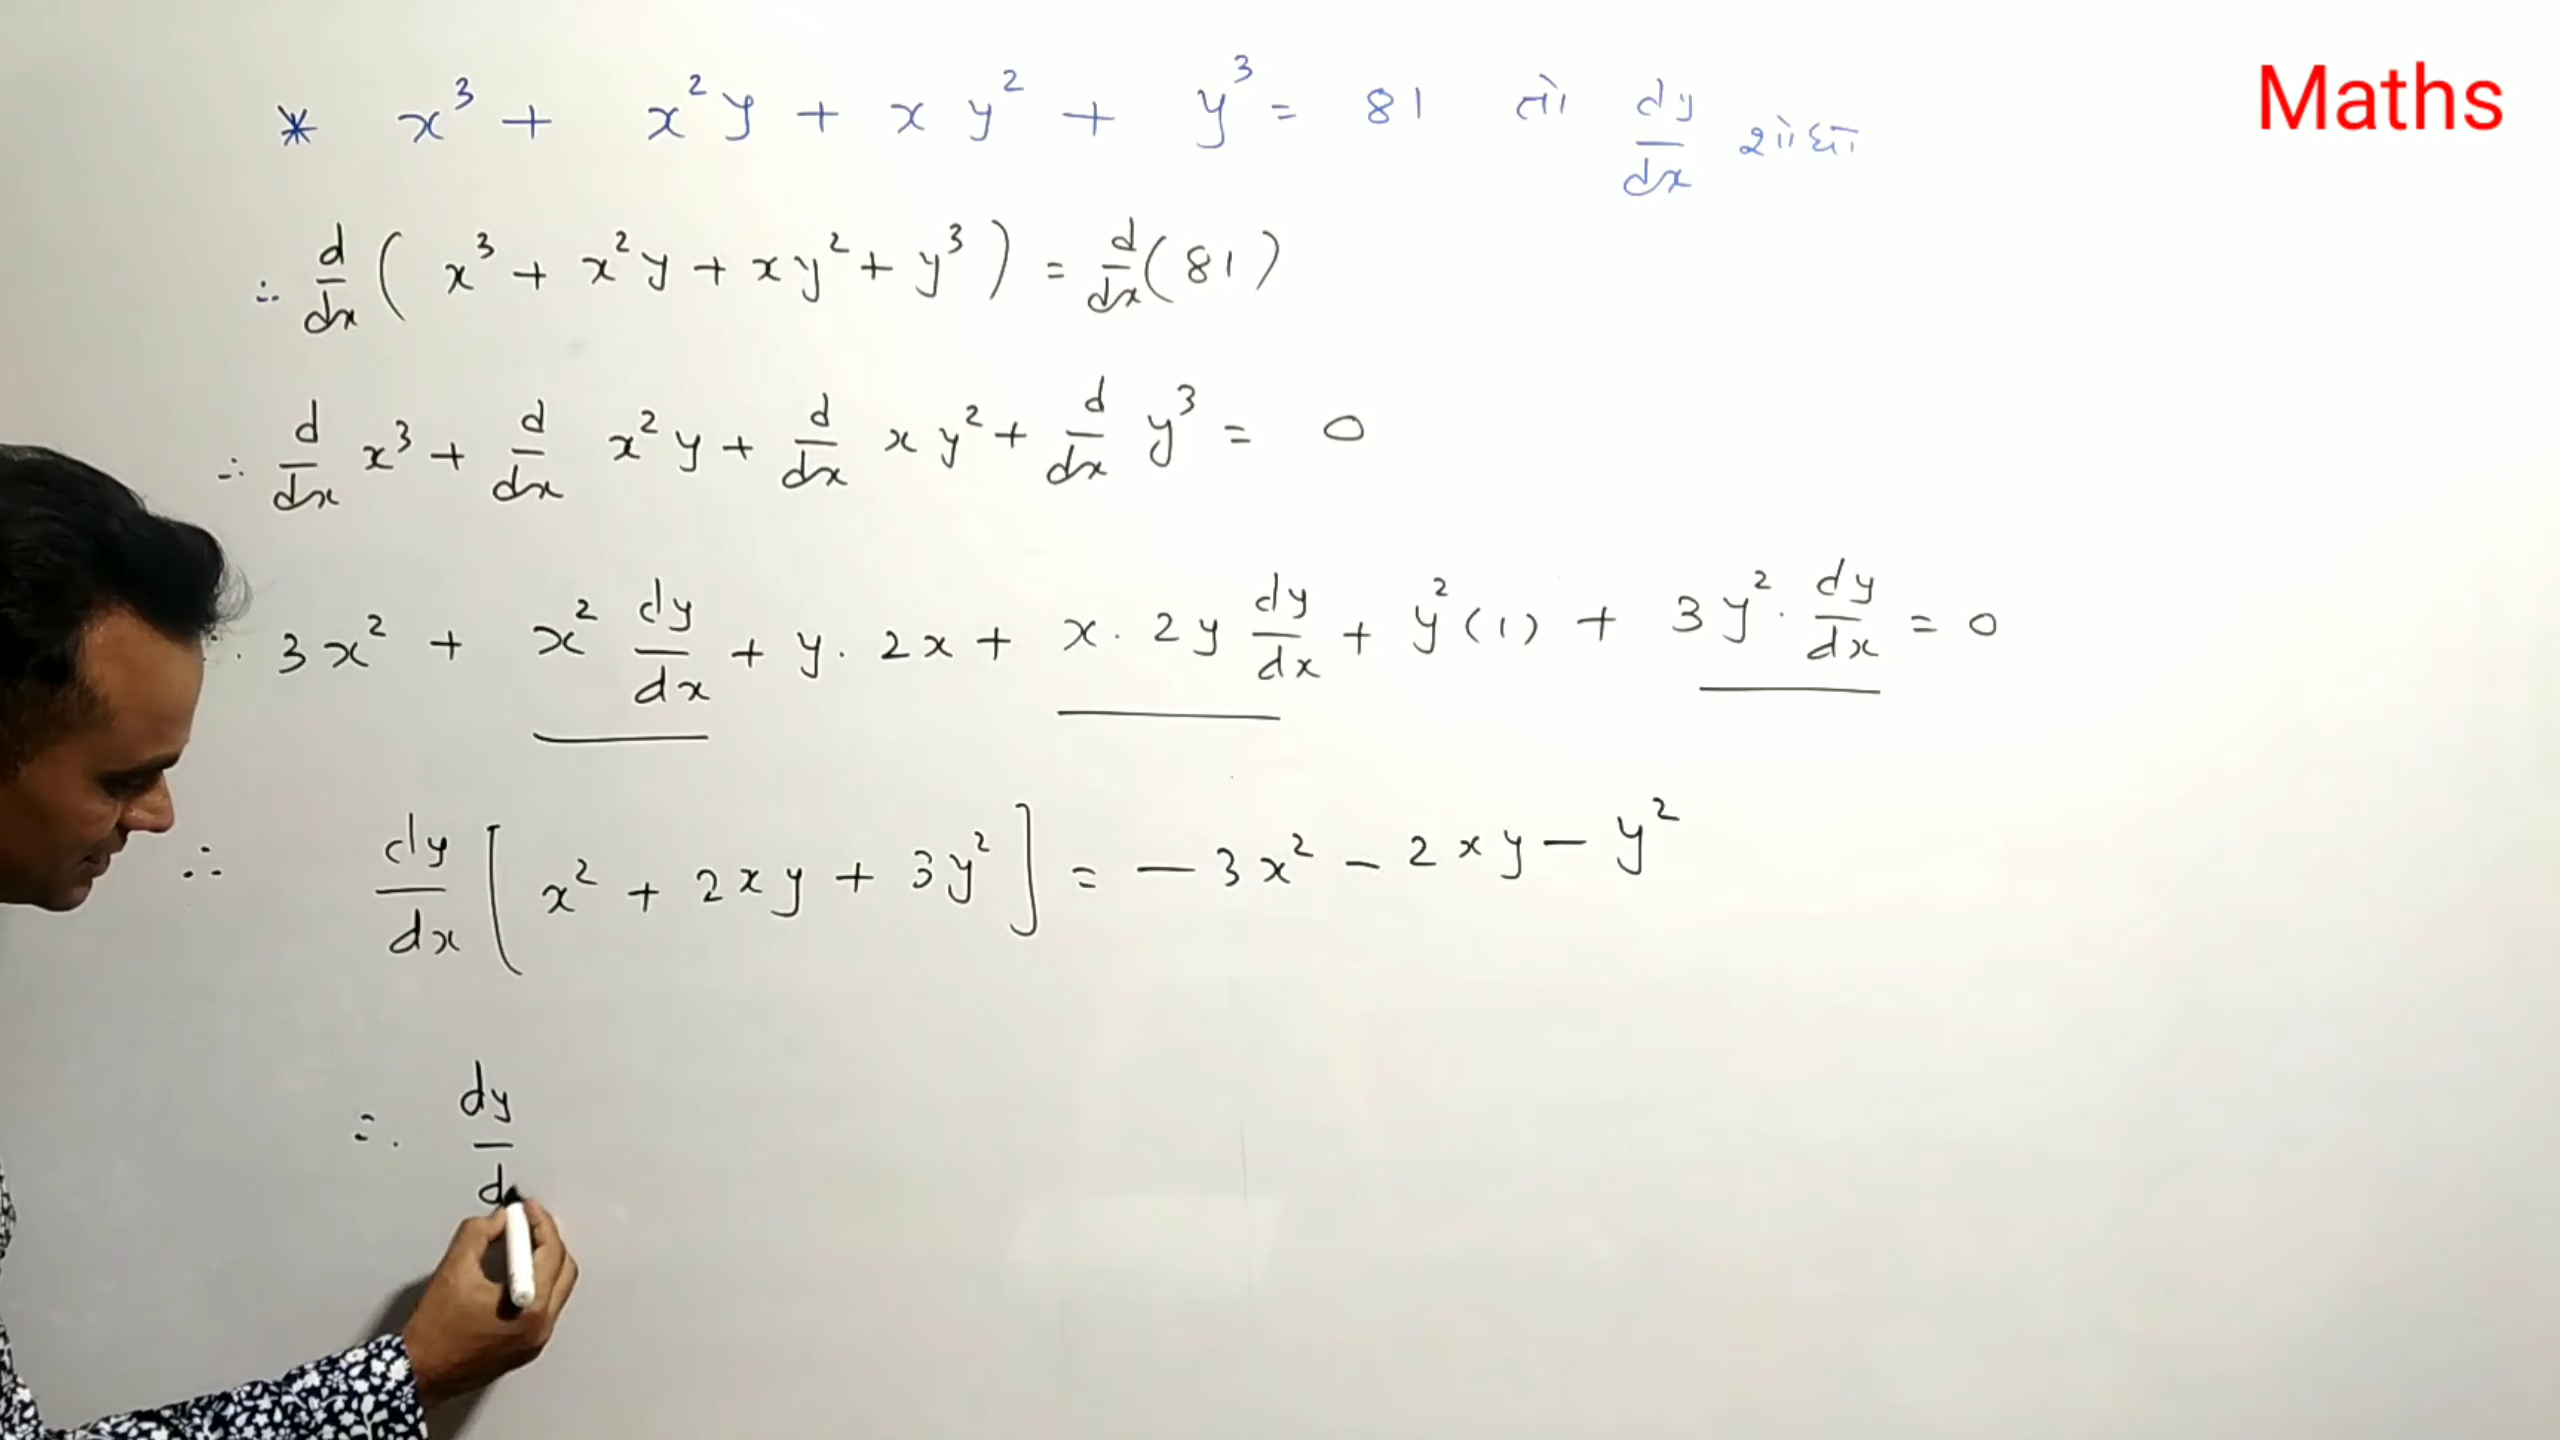 Maths
* x³ + x²y + xy² + y³ = 81 તો dy/dx શોધો
∴ d/dx (x³ + x²y + xy² + y³) = d/dx (81)
∴ d/dx x³ + d/dx x²y + d/dx xy² + d/dx y³ = 0
∴ 3x² + x² dy/dx + y · 2x + x · 2y dy/dx + y²(1) + 3y² · dy/dx = 0
∴ dy/dx [x² + 2xy + 3y²] = - 3x² - 2xy - y²
∴ dy/d